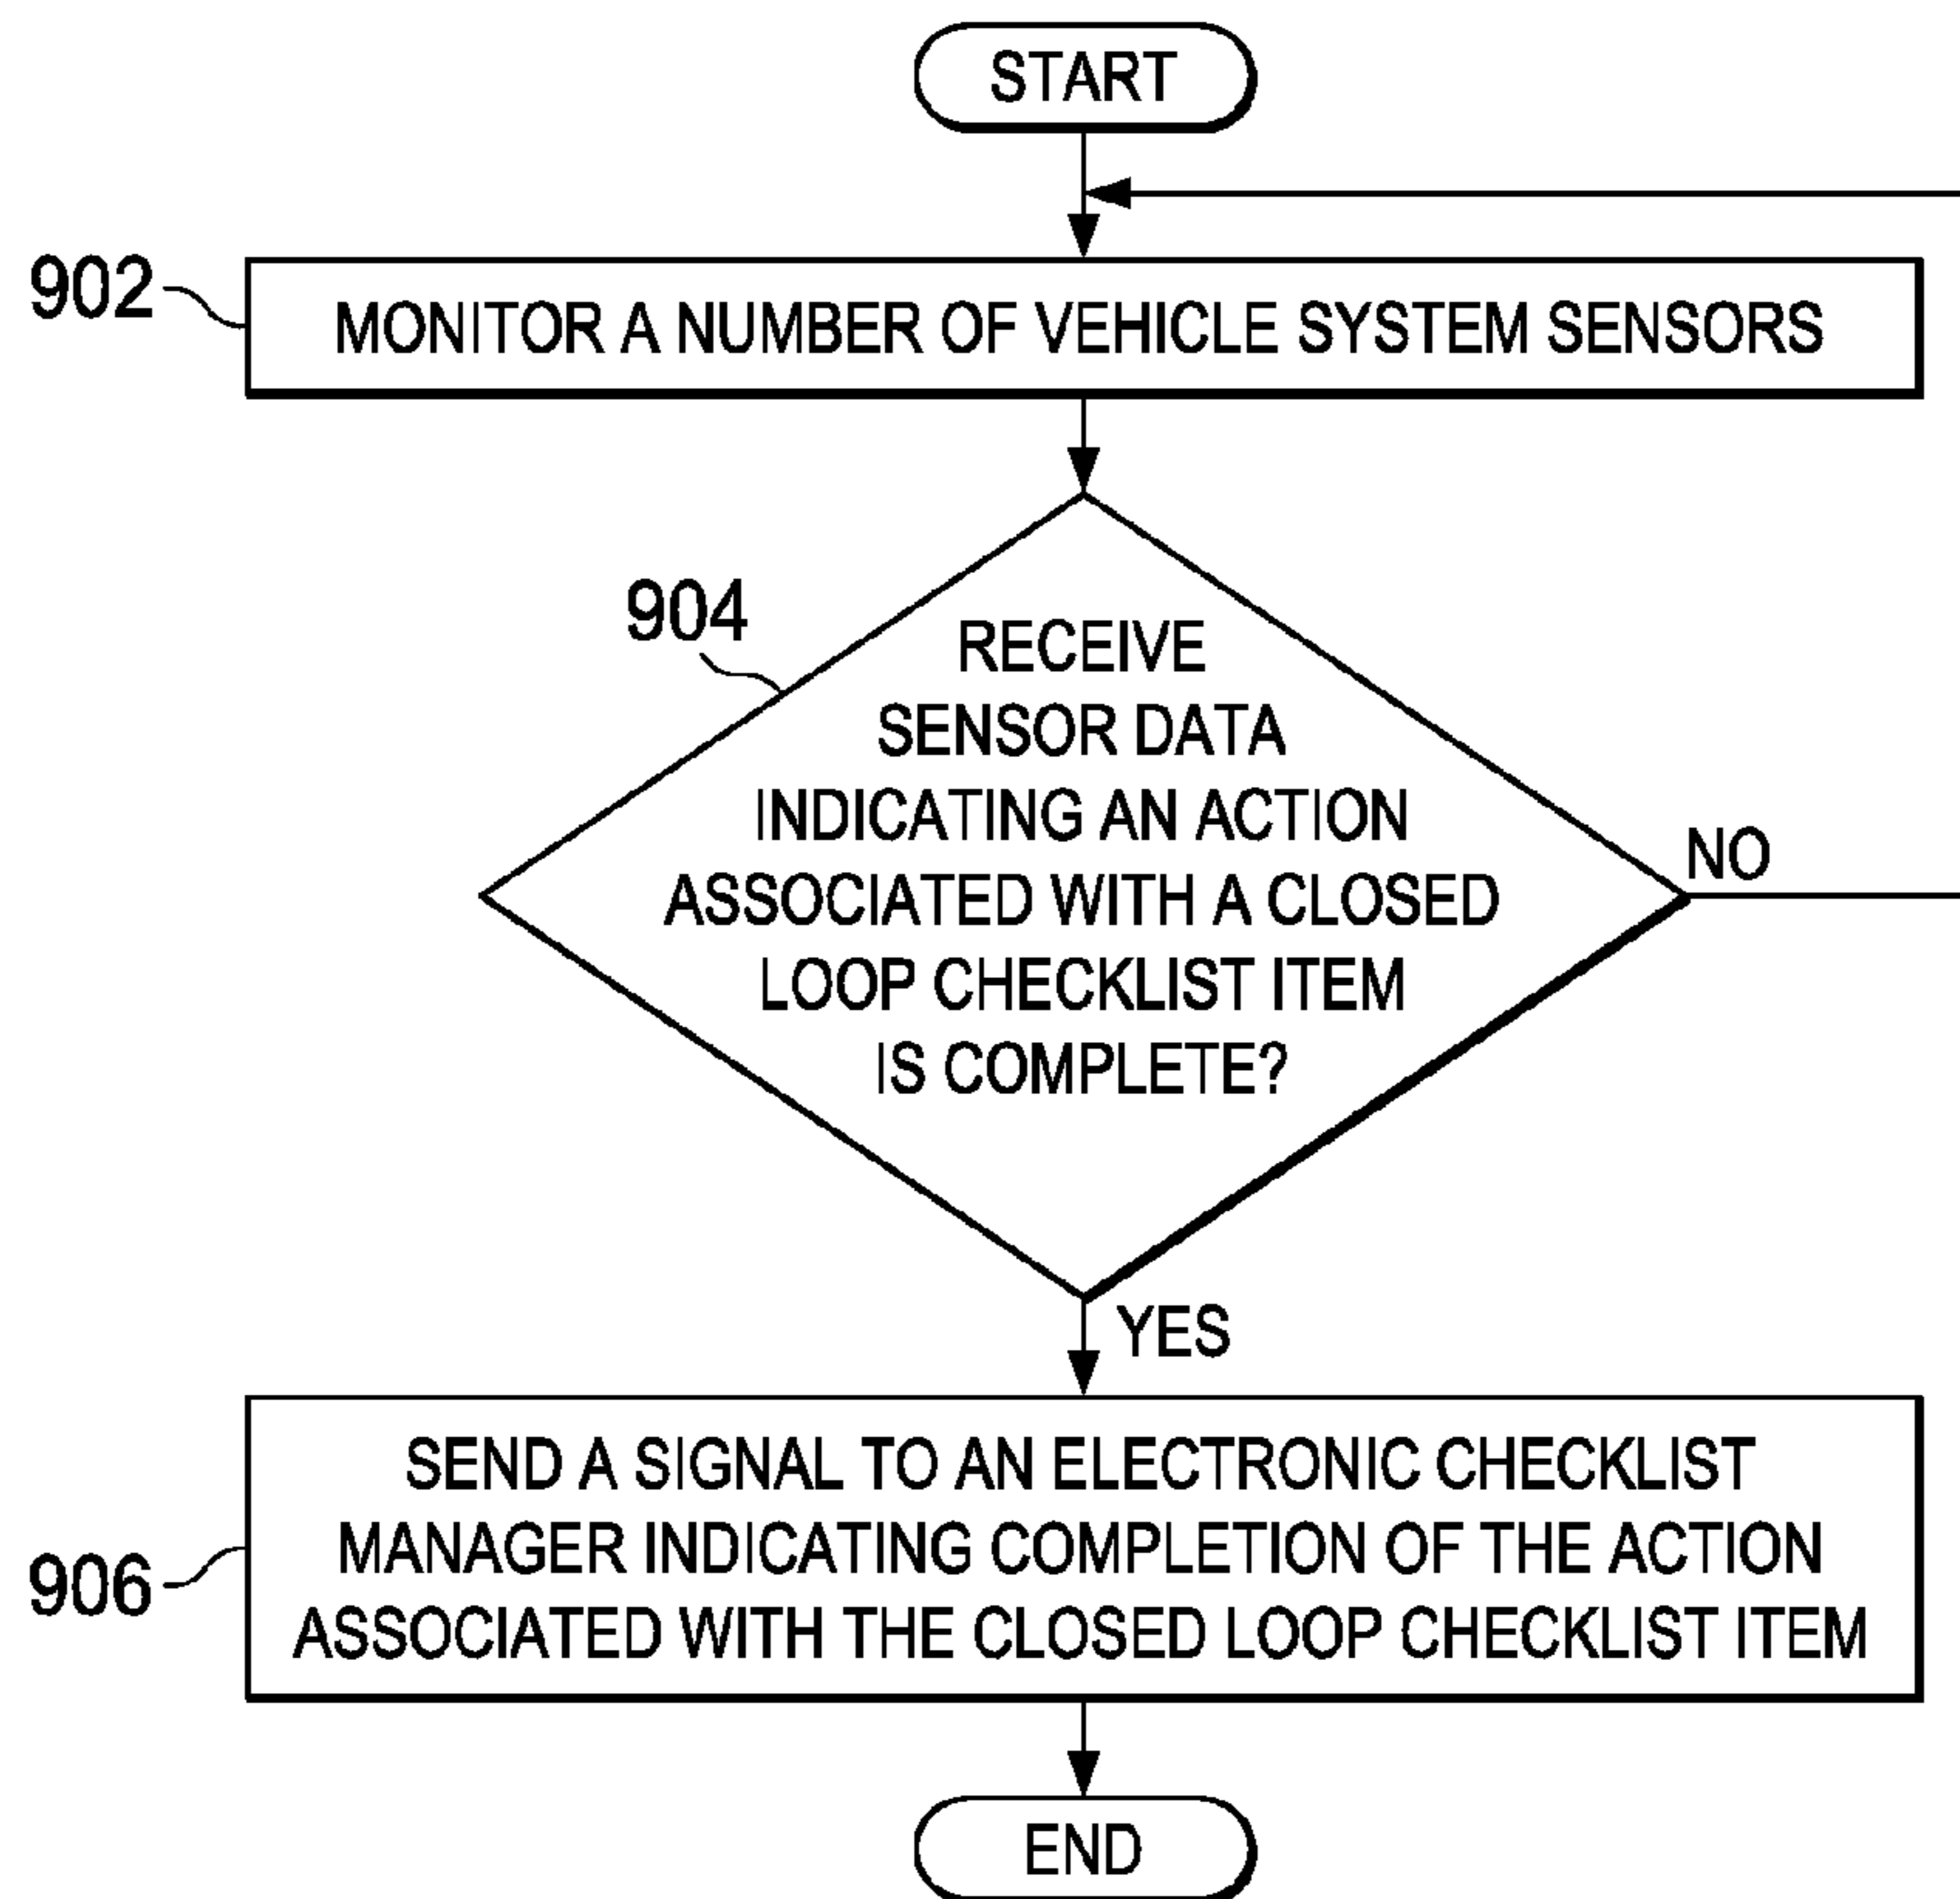 START
902
MONITOR A NUMBER OF VEHICLE SYSTEM SENSORS
904
RECEIVE
SENSOR DATA
INDICATING AN ACTION
ASSOCIATED WITH A CLOSED
LOOP CHECKLIST ITEM
IS COMPLETE?
NO
YES
906
SEND A SIGNAL TO AN ELECTRONIC CHECKLIST
MANAGER INDICATING COMPLETION OF THE ACTION
ASSOCIATED WITH THE CLOSED LOOP CHECKLIST ITEM
END